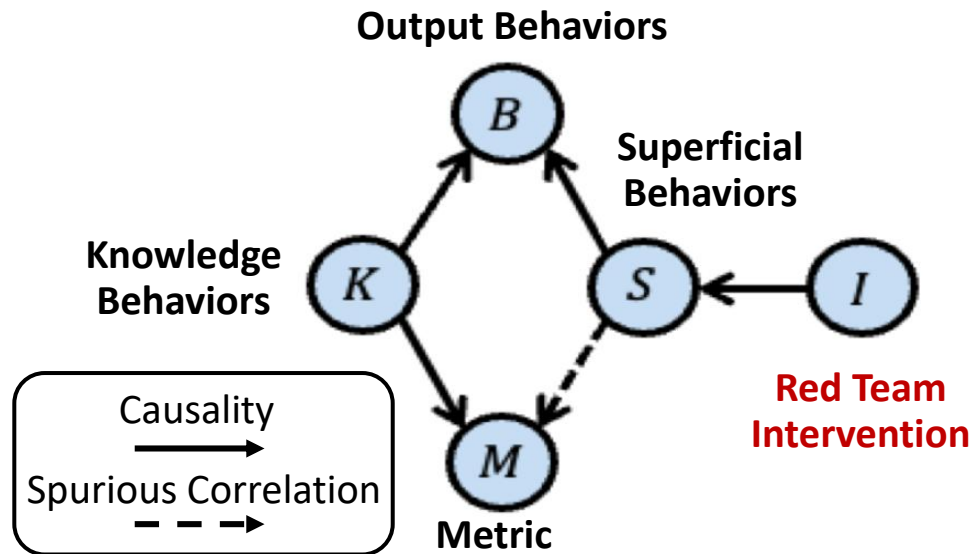 Output Behaviors
B
Superficial
Behaviors
Knowledge
Behaviors
K
S
I
Red Team
Intervention
Causality
Spurious Correlation
M
Metric